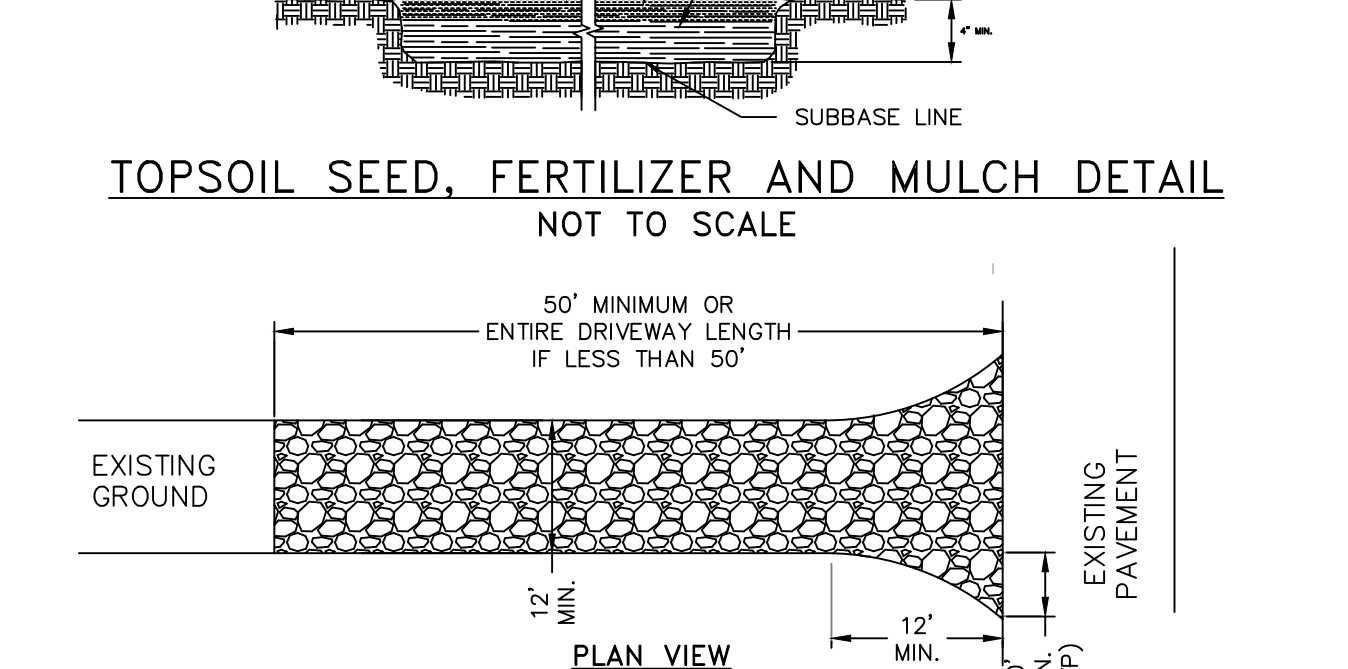 4" MIN.
SUBBASE LINE
TOPSOIL SEED, FERTILIZER AND MULCH DETAIL
NOT TO SCALE
50' MINIMUM OR
ENTIRE DRIVEWAY LENGTH
IF LESS THAN 50'
EXISTING
GROUND
EXISTING
PAVEMENT
12'
MIN.
12'
MIN.
PLAN VIEW